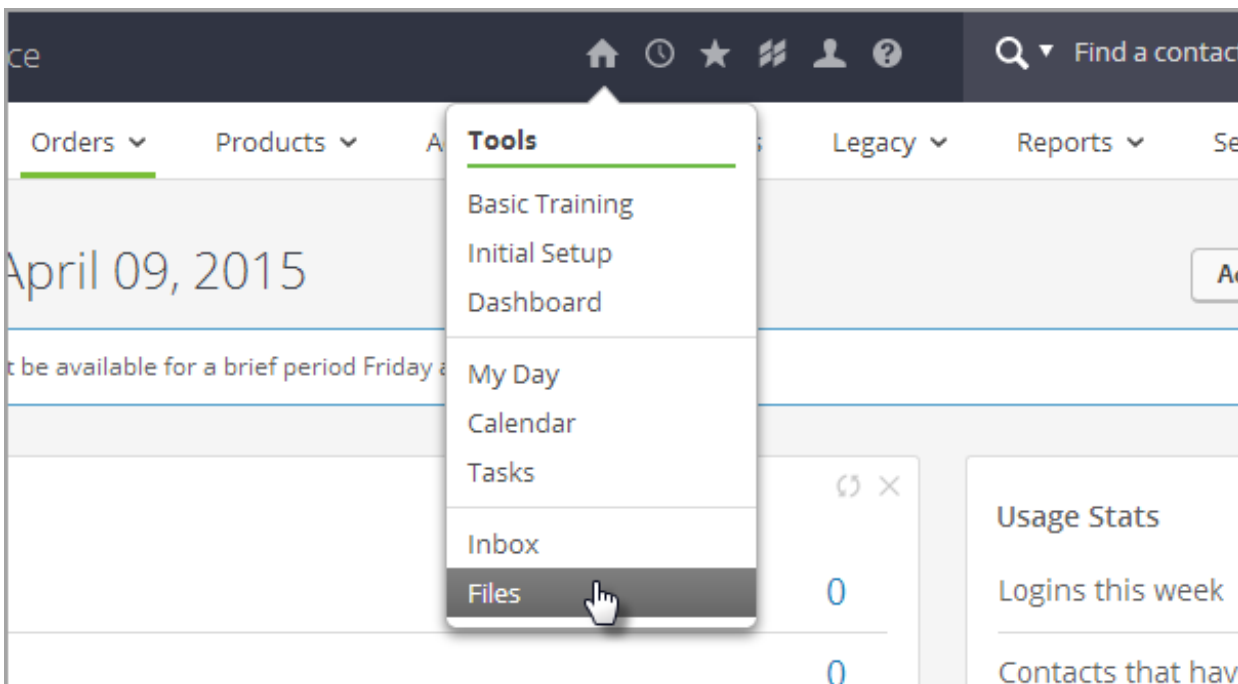 ce
Find a contac
Orders Products A Legacy Reports Se
Tools
Basic Training
Initial Setup
Dashboard
My Day
Calendar
Tasks
Inbox
Files
April 09, 2015
Ac
t be available for a brief period Friday a
0
0
Usage Stats
Logins this week
Contacts that hav